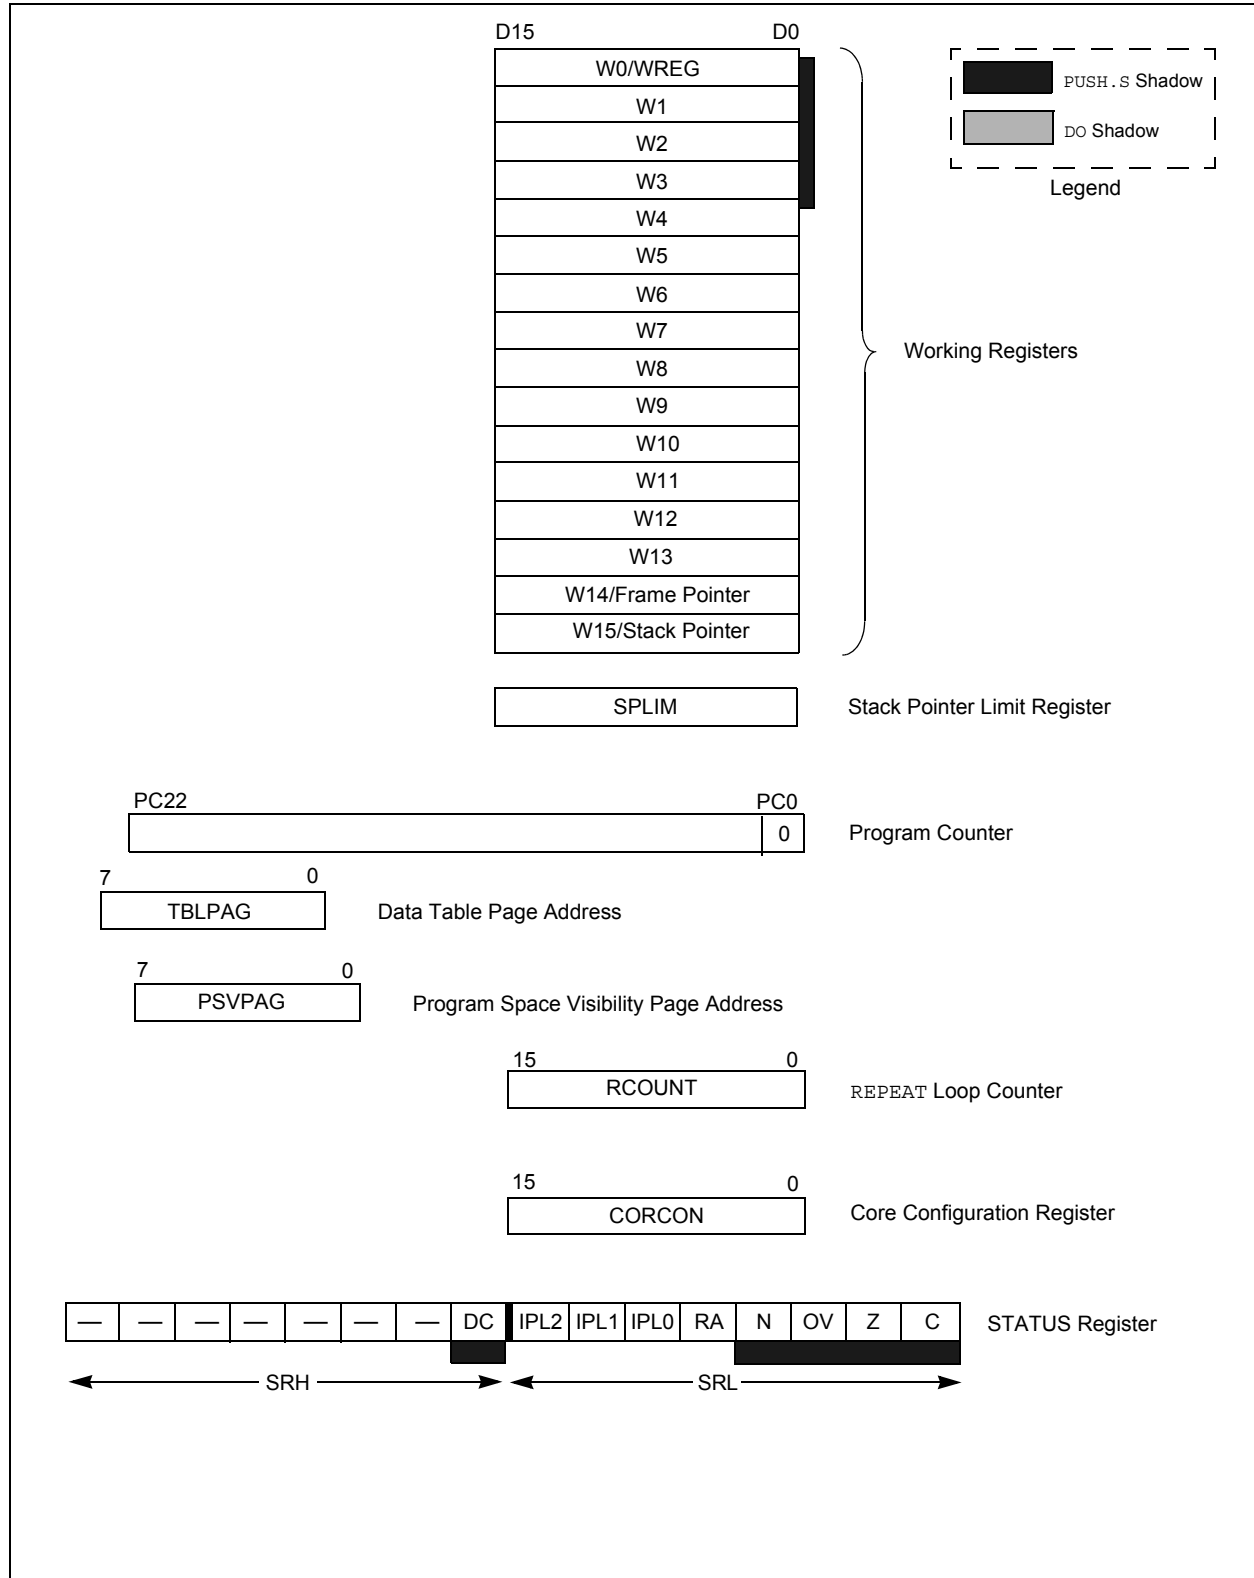 D15 D0
W0/WREG
PUSH.S Shadow
W1
DO Shadow
W2
W3
Legend
W4
W5
W6
W7
Working Registers
W8
W9
W10
W11
W12
W13
W14/Frame Pointer
W15/Stack Pointer
SPLIM Stack Pointer Limit Register
PC22 PC0
0 Program Counter
7 0
TBLPAG Data Table Page Address
7 0
PSVPAG Program Space Visibility Page Address
15 0
RCOUNT REPEAT Loop Counter
15 0
CORCON Core Configuration Register
— — — — — — — DC IPL2 IPL1 IPL0 RA N OV Z C STATUS Register
SRH SRL